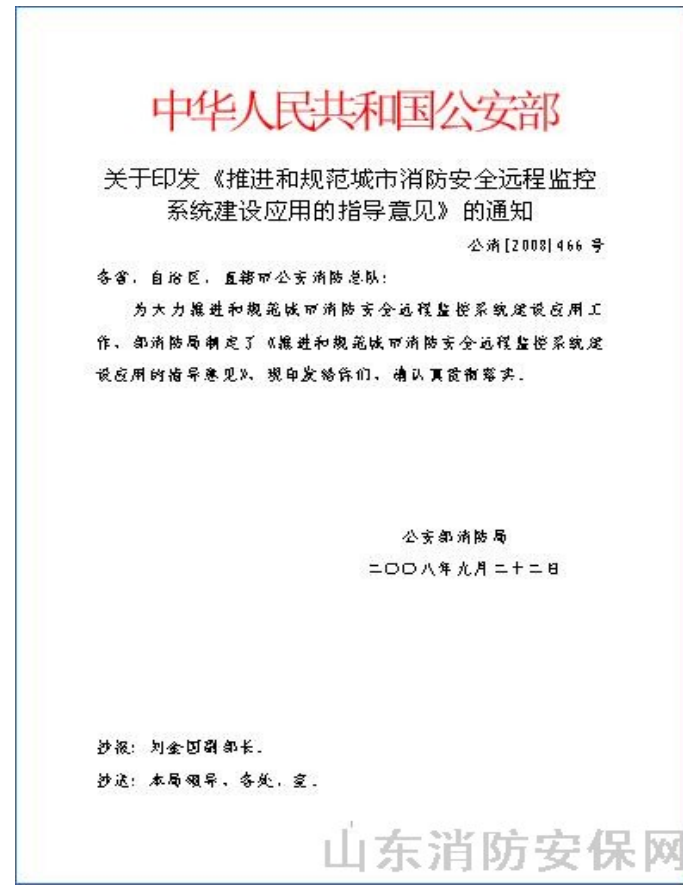 中华人民共和国公安部
关于印发《推进和规范城市消防安全远程监控
系统建设应用的指导意见》的通知
公消[2008]466 号
各省、自治区、直辖市公安消防总队：
为大力推进和规范城市消防安全远程监控系统建设应用工
作，部消防局制定了《推进和规范城市消防安全远程监控系统建
设应用的指导意见》，现印发给你们，请认真贯彻落实。
公安部消防局
二〇〇八年九月二十二日
抄报：刘金国副部长。
抄送：本局领导，各处、室。
山东消防安保网